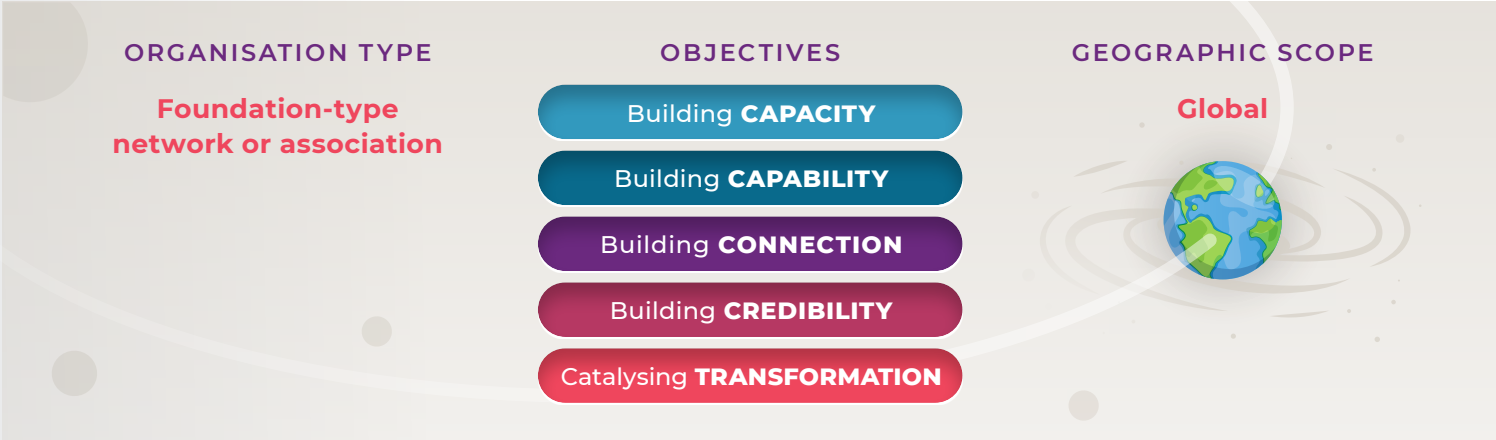 ORGANISATION TYPE
Foundation-type
network or association
OBJECTIVES
Building CAPACITY
Building CAPABILITY
Building CONNECTION
Building CREDIBILITY
Catalysing TRANSFORMATION
GEOGRAPHIC SCOPE
Global